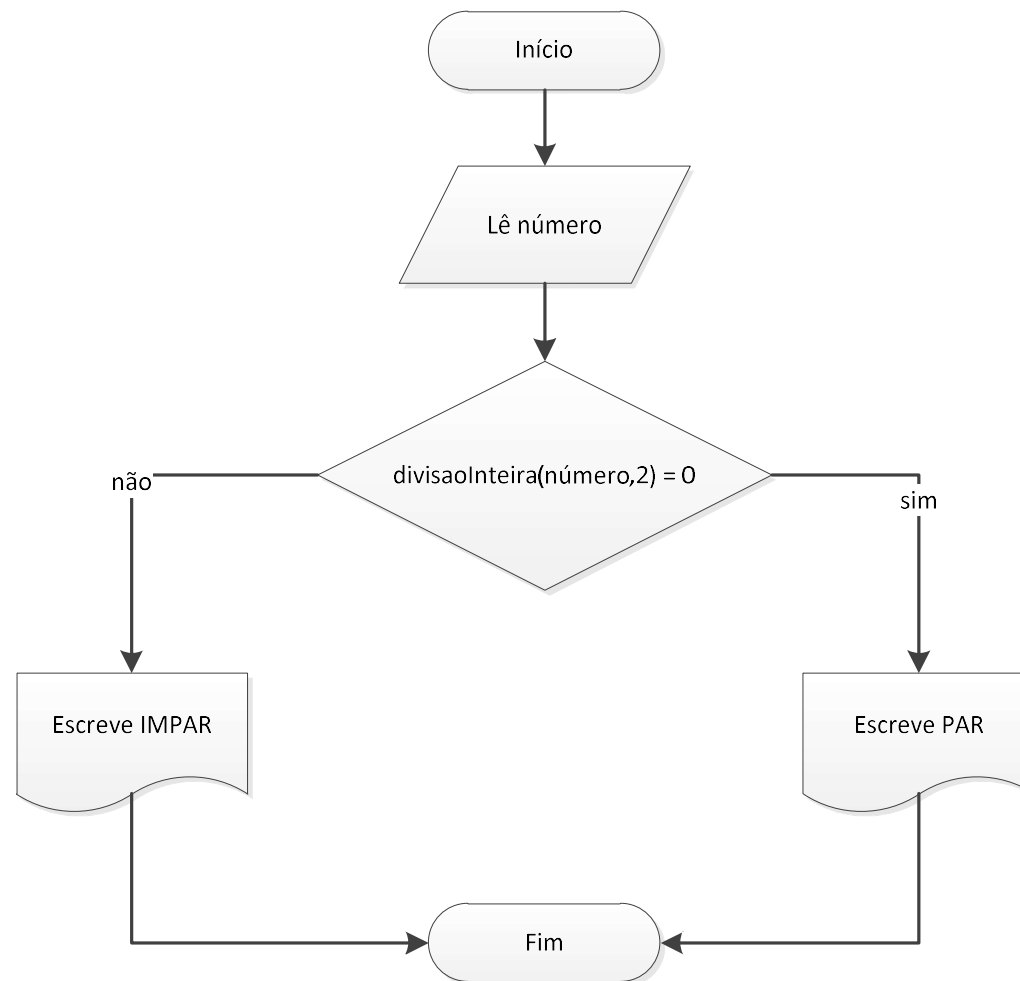 Início
Lê número
divisaoInteira(número,2) = 0
não
sim
Escreve IMPAR
Escreve PAR
Fim